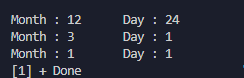 Month : 12 Day : 24
Month : 3 Day : 1
Month : 1 Day : 1
[1] + Done